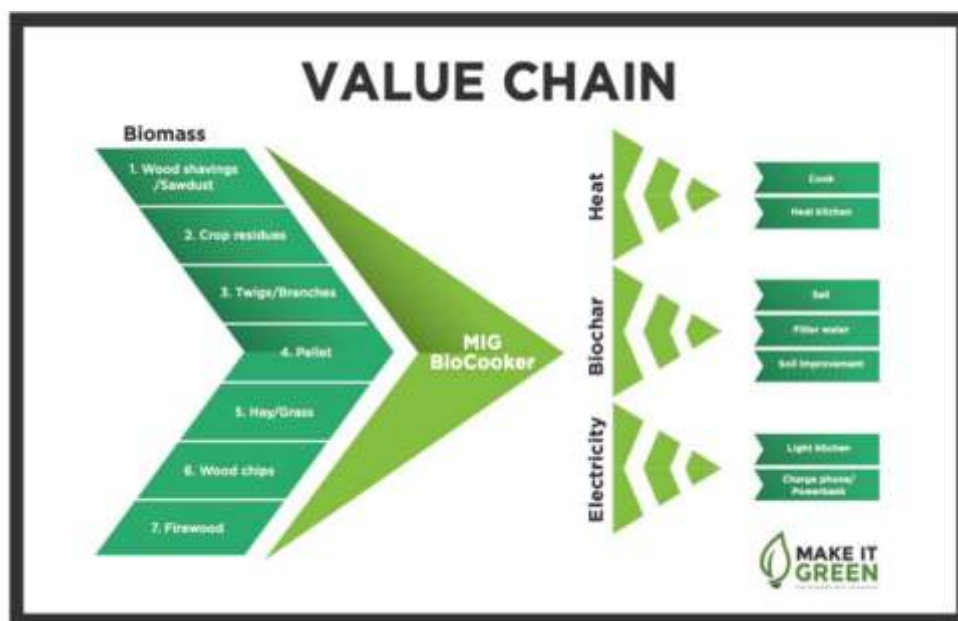 VALUE CHAIN
Biomass
1. Wood shavings
/Sawdust
2. Crop residues
3. Twigs/Branches
4. Pellet
5. Hay/Grass
6. Wood chips
7. Firewood
MIG
BioCooker
Heat
Cook
Heat kitchen
Biochar
Sell
Filter water
Soil improvement
Electricity
Light kitchen
Charge phone/
Powerbank
MAKE IT
GREEN